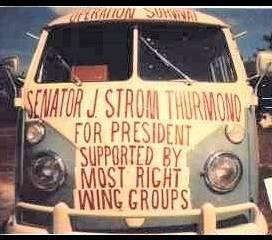 OPERATION SURVIVAL
SENATOR J. STROM THURMOND
FOR PRESIDENT
SUPPORTED BY
MOST RIGHT
WING GROUPS